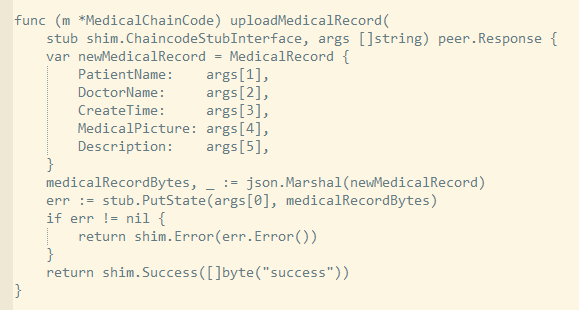 func (m *MedicalChainCode) uploadMedicalRecord(
    stub shim.ChaincodeStubInterface, args []string) peer.Response {
    var newMedicalRecord = MedicalRecord {
        PatientName:    args[1],
        DoctorName:     args[2],
        CreateTime:     args[3],
        MedicalPicture: args[4],
        Description:    args[5],
    }
    medicalRecordBytes, _ := json.Marshal(newMedicalRecord)
    err := stub.PutState(args[0], medicalRecordBytes)
    if err != nil {
        return shim.Error(err.Error())
    }
    return shim.Success([]byte("success"))
}